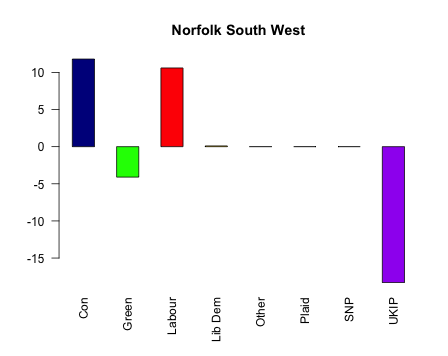 Norfolk South West
10
5
0
-5
-10
-15
Con
Green
Labour
Lib Dem
Other
Plaid
SNP
UKIP